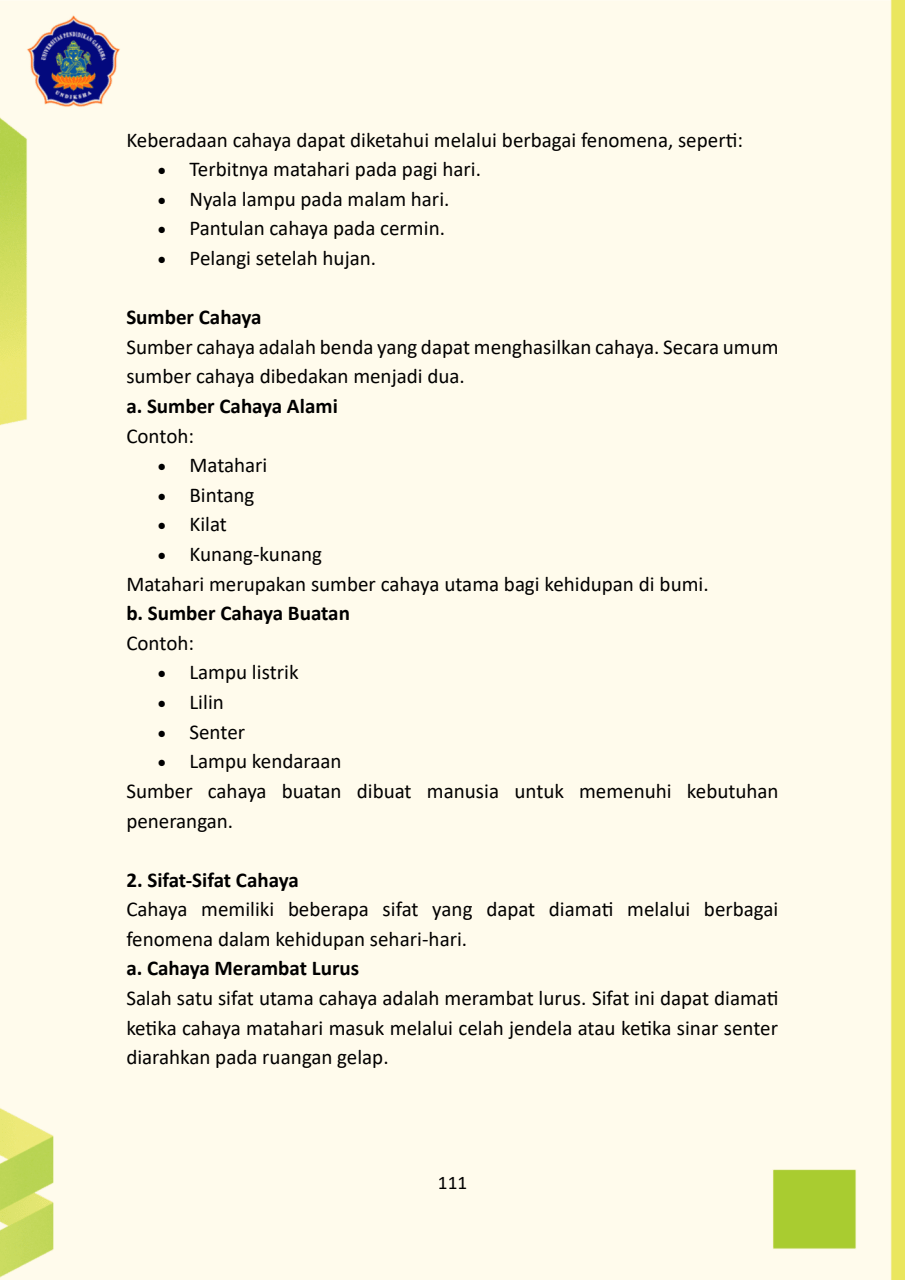 UNIVERSITAS PENDIDIKAN GANESHA
UNDIKSHA
Keberadaan cahaya dapat diketahui melalui berbagai fenomena, seperti:
• Terbitnya matahari pada pagi hari.
• Nyala lampu pada malam hari.
• Pantulan cahaya pada cermin.
• Pelangi setelah hujan.
Sumber Cahaya
Sumber cahaya adalah benda yang dapat menghasilkan cahaya. Secara umum
sumber cahaya dibedakan menjadi dua.
a. Sumber Cahaya Alami
Contoh:
• Matahari
• Bintang
• Kilat
• Kunang-kunang
Matahari merupakan sumber cahaya utama bagi kehidupan di bumi.
b. Sumber Cahaya Buatan
Contoh:
• Lampu listrik
• Lilin
• Senter
• Lampu kendaraan
Sumber cahaya buatan dibuat manusia untuk memenuhi kebutuhan
penerangan.
2. Sifat-Sifat Cahaya
Cahaya memiliki beberapa sifat yang dapat diamati melalui berbagai
fenomena dalam kehidupan sehari-hari.
a. Cahaya Merambat Lurus
Salah satu sifat utama cahaya adalah merambat lurus. Sifat ini dapat diamati
ketika cahaya matahari masuk melalui celah jendela atau ketika sinar senter
diarahkan pada ruangan gelap.
111